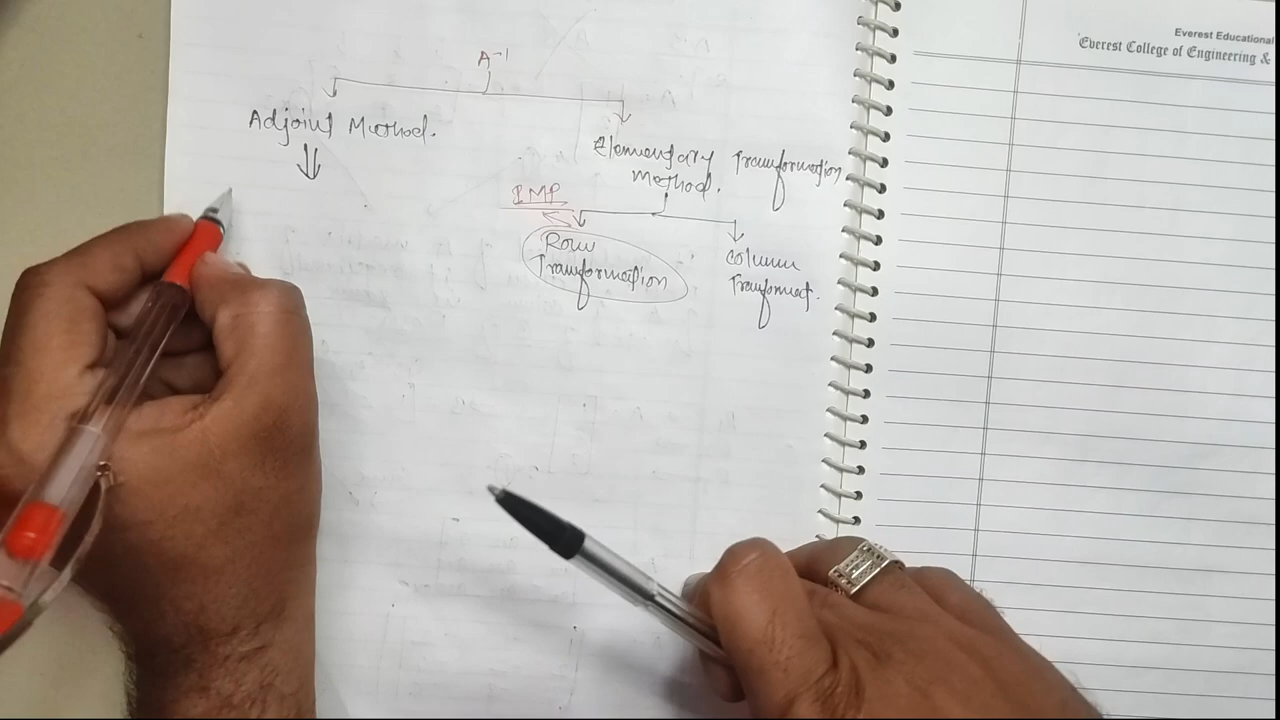 A⁻¹
Adjoint Method.
Elementary Transformation
method.
IMP
Row
Transformation
Column
Transformat.
Everest Educational
Everest College of Engineering &